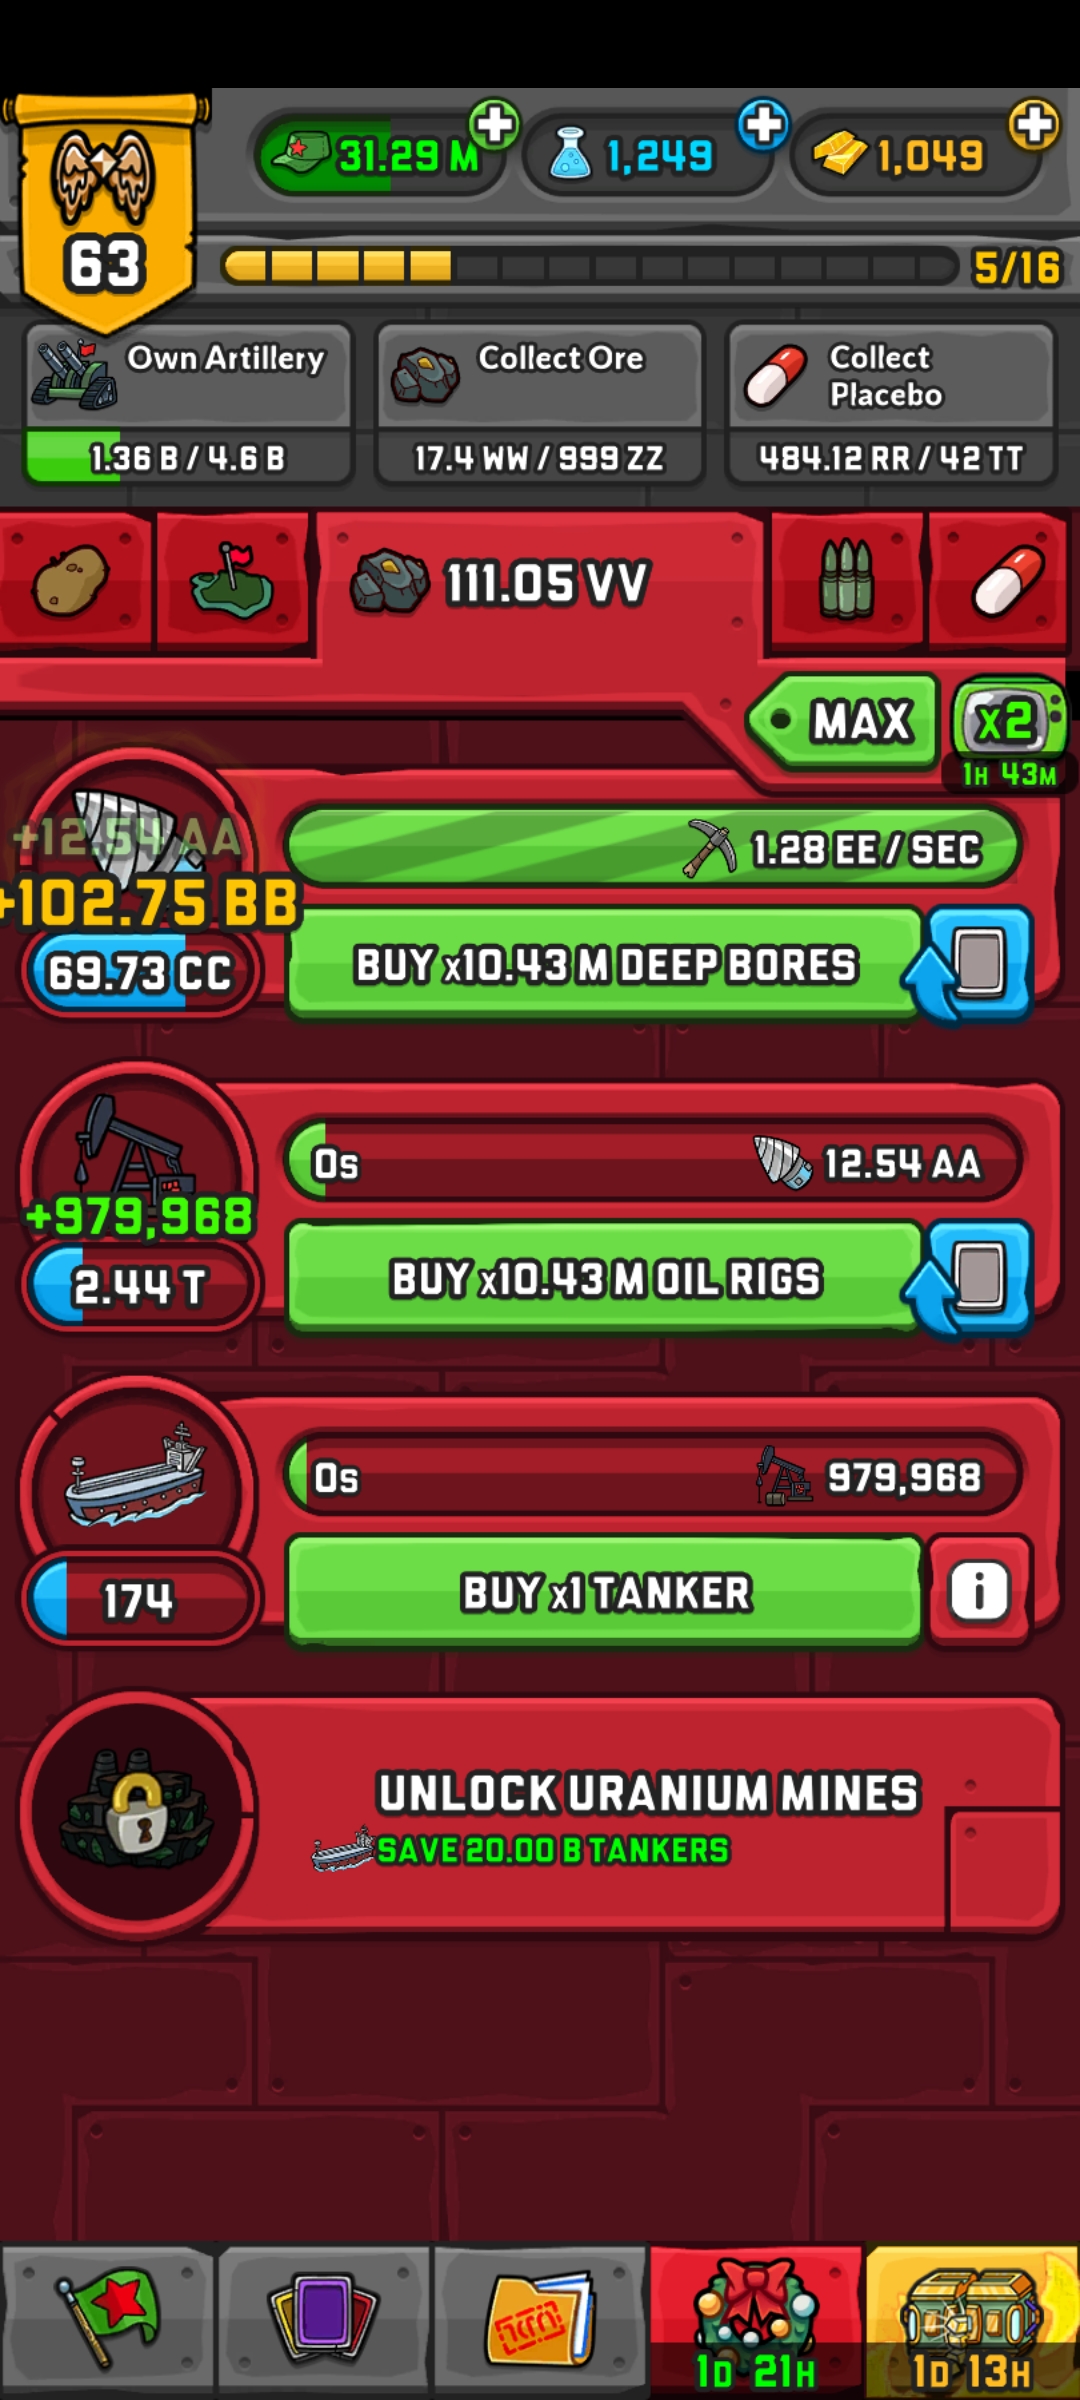 31.29 M
1,249
1,049
63
5/16
Own Artillery
1.36 B / 4.6 B
Collect Ore
17.4 WW / 999 ZZ
Collect
Placebo
484.12 RR / 42 TT
111.05 VV
MAX
x2
1H 43M
+12.54 AA
+102.75 BB
69.73 CC
1.28 EE / SEC
BUY x10.43 M DEEP BORES
+979,968
2.44 T
0s
12.54 AA
BUY x10.43 M OIL RIGS
174
0s
979,968
BUY x1 TANKER
i
UNLOCK URANIUM MINES
SAVE 20.00 B TANKERS
1D 21H
1D 13H